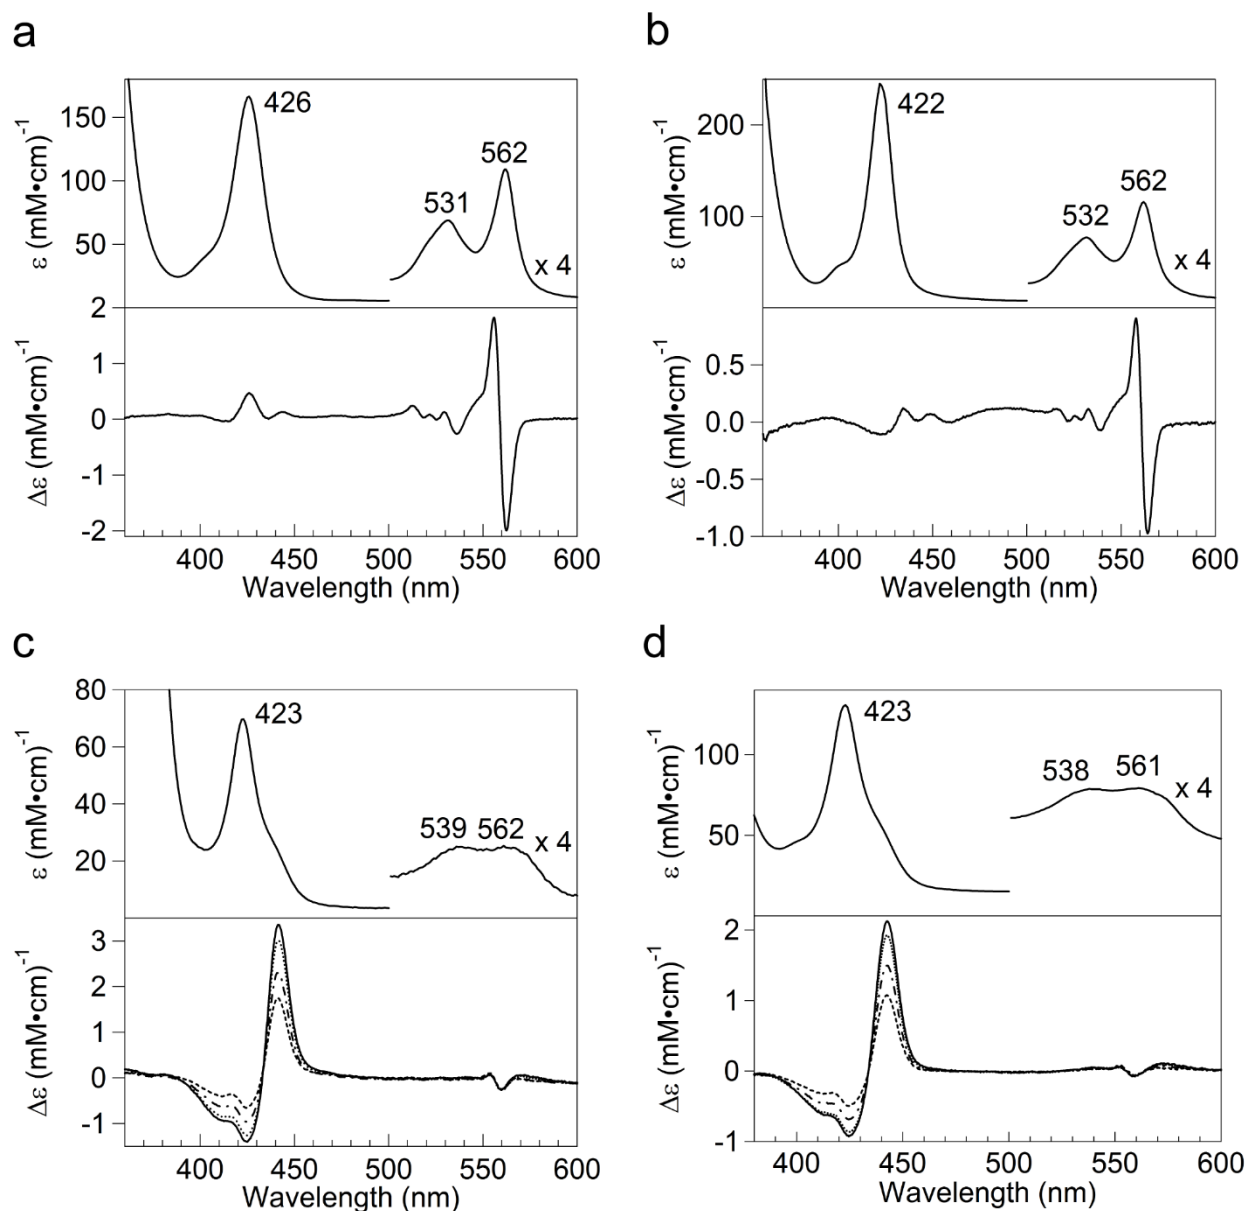 a
426
562
531
x 4
150
100
50
2
ε (mM•cm)⁻¹
2
1
0
-1
-2
Δε (mM•cm)⁻¹
400 450 500 550 600
Wavelength (nm)
b
422
562
532
x 4
200
100
ε (mM•cm)⁻¹
0.5
0.0
-0.5
-1.0
Δε (mM•cm)⁻¹
400 450 500 550 600
Wavelength (nm)
c
423
539 562 x 4
80
60
40
20
ε (mM•cm)⁻¹
3
2
1
0
-1
Δε (mM•cm)⁻¹
400 450 500 550 600
Wavelength (nm)
d
423
538 561 x 4
100
50
ε (mM•cm)⁻¹
2
1
0
-1
Δε (mM•cm)⁻¹
400 450 500 550 600
Wavelength (nm)